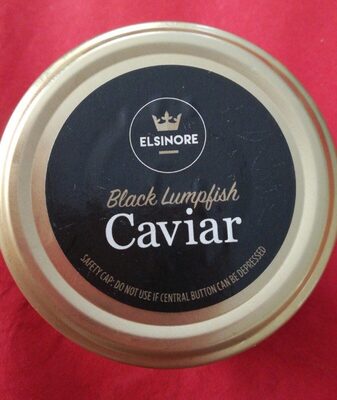 ELSINORE
Black Lumpfish
Caviar
SAFETY CAP: DO NOT USE IF CENTRAL BUTTON CAN BE DEPRESSED